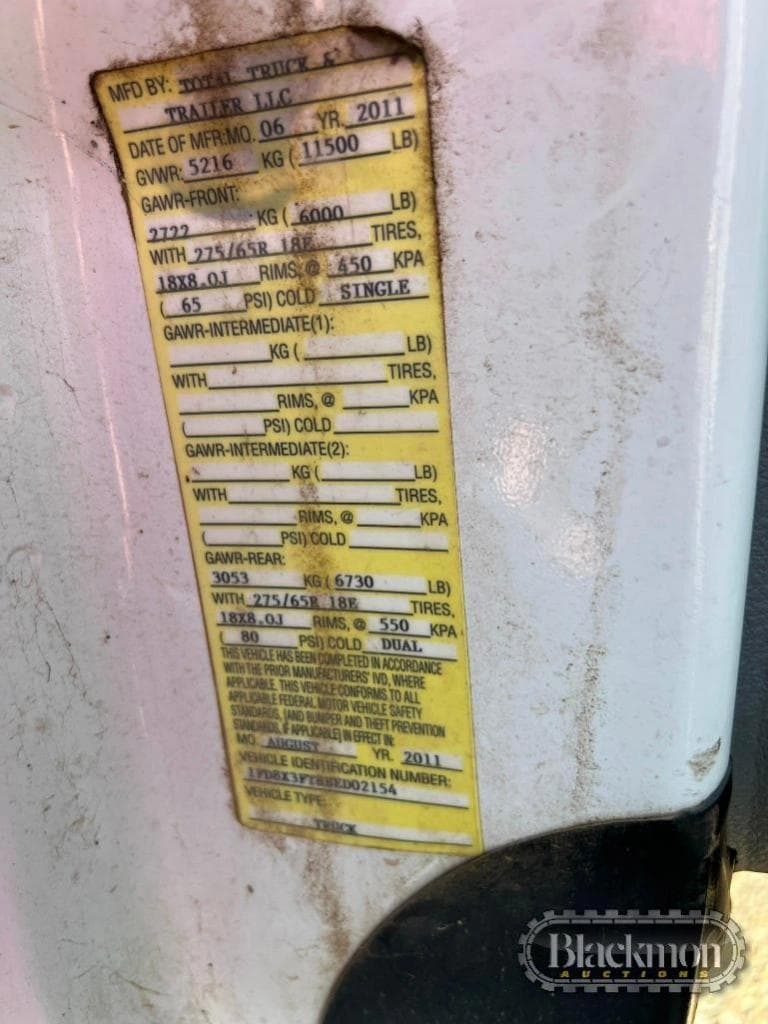 MFD BY: TOTAL TRUCK &
TRAILER LLC
DATE OF MFR:MO. 06 YR. 2011
GVWR: 5216 KG ( 11500 LB)
GAWR-FRONT:
2722 KG ( 6000 LB)
WITH 275/65R 18E TIRES,
18X8.0J RIMS, @ 450 KPA
( 65 PSI) COLD SINGLE
GAWR-INTERMEDIATE(1):
KG ( LB)
WITH TIRES,
RIMS, @ KPA
( PSI) COLD
GAWR-INTERMEDIATE(2):
KG ( LB)
WITH TIRES,
RIMS, @ KPA
( PSI) COLD
GAWR-REAR:
3053 KG ( 6730 LB)
WITH 275/65R 18E TIRES,
18X8.0J RIMS, @ 550 KPA
( 80 PSI) COLD DUAL
THIS VEHICLE HAS BEEN COMPLETED IN ACCORDANCE
WITH THE PRIOR MANUFACTURERS' IVD, WHERE
APPLICABLE. THIS VEHICLE CONFORMS TO ALL
APPLICABLE FEDERAL MOTOR VEHICLE SAFETY
STANDARDS, [AND BUMPER AND THEFT PREVENTION
STANDARDS, IF APPLICABLE] IN EFFECT IN:
MO. AUGUST YR. 2011
VEHICLE IDENTIFICATION NUMBER:
VEHICLE TYPE:
TRUCK
Blackmon
AUCTIONS